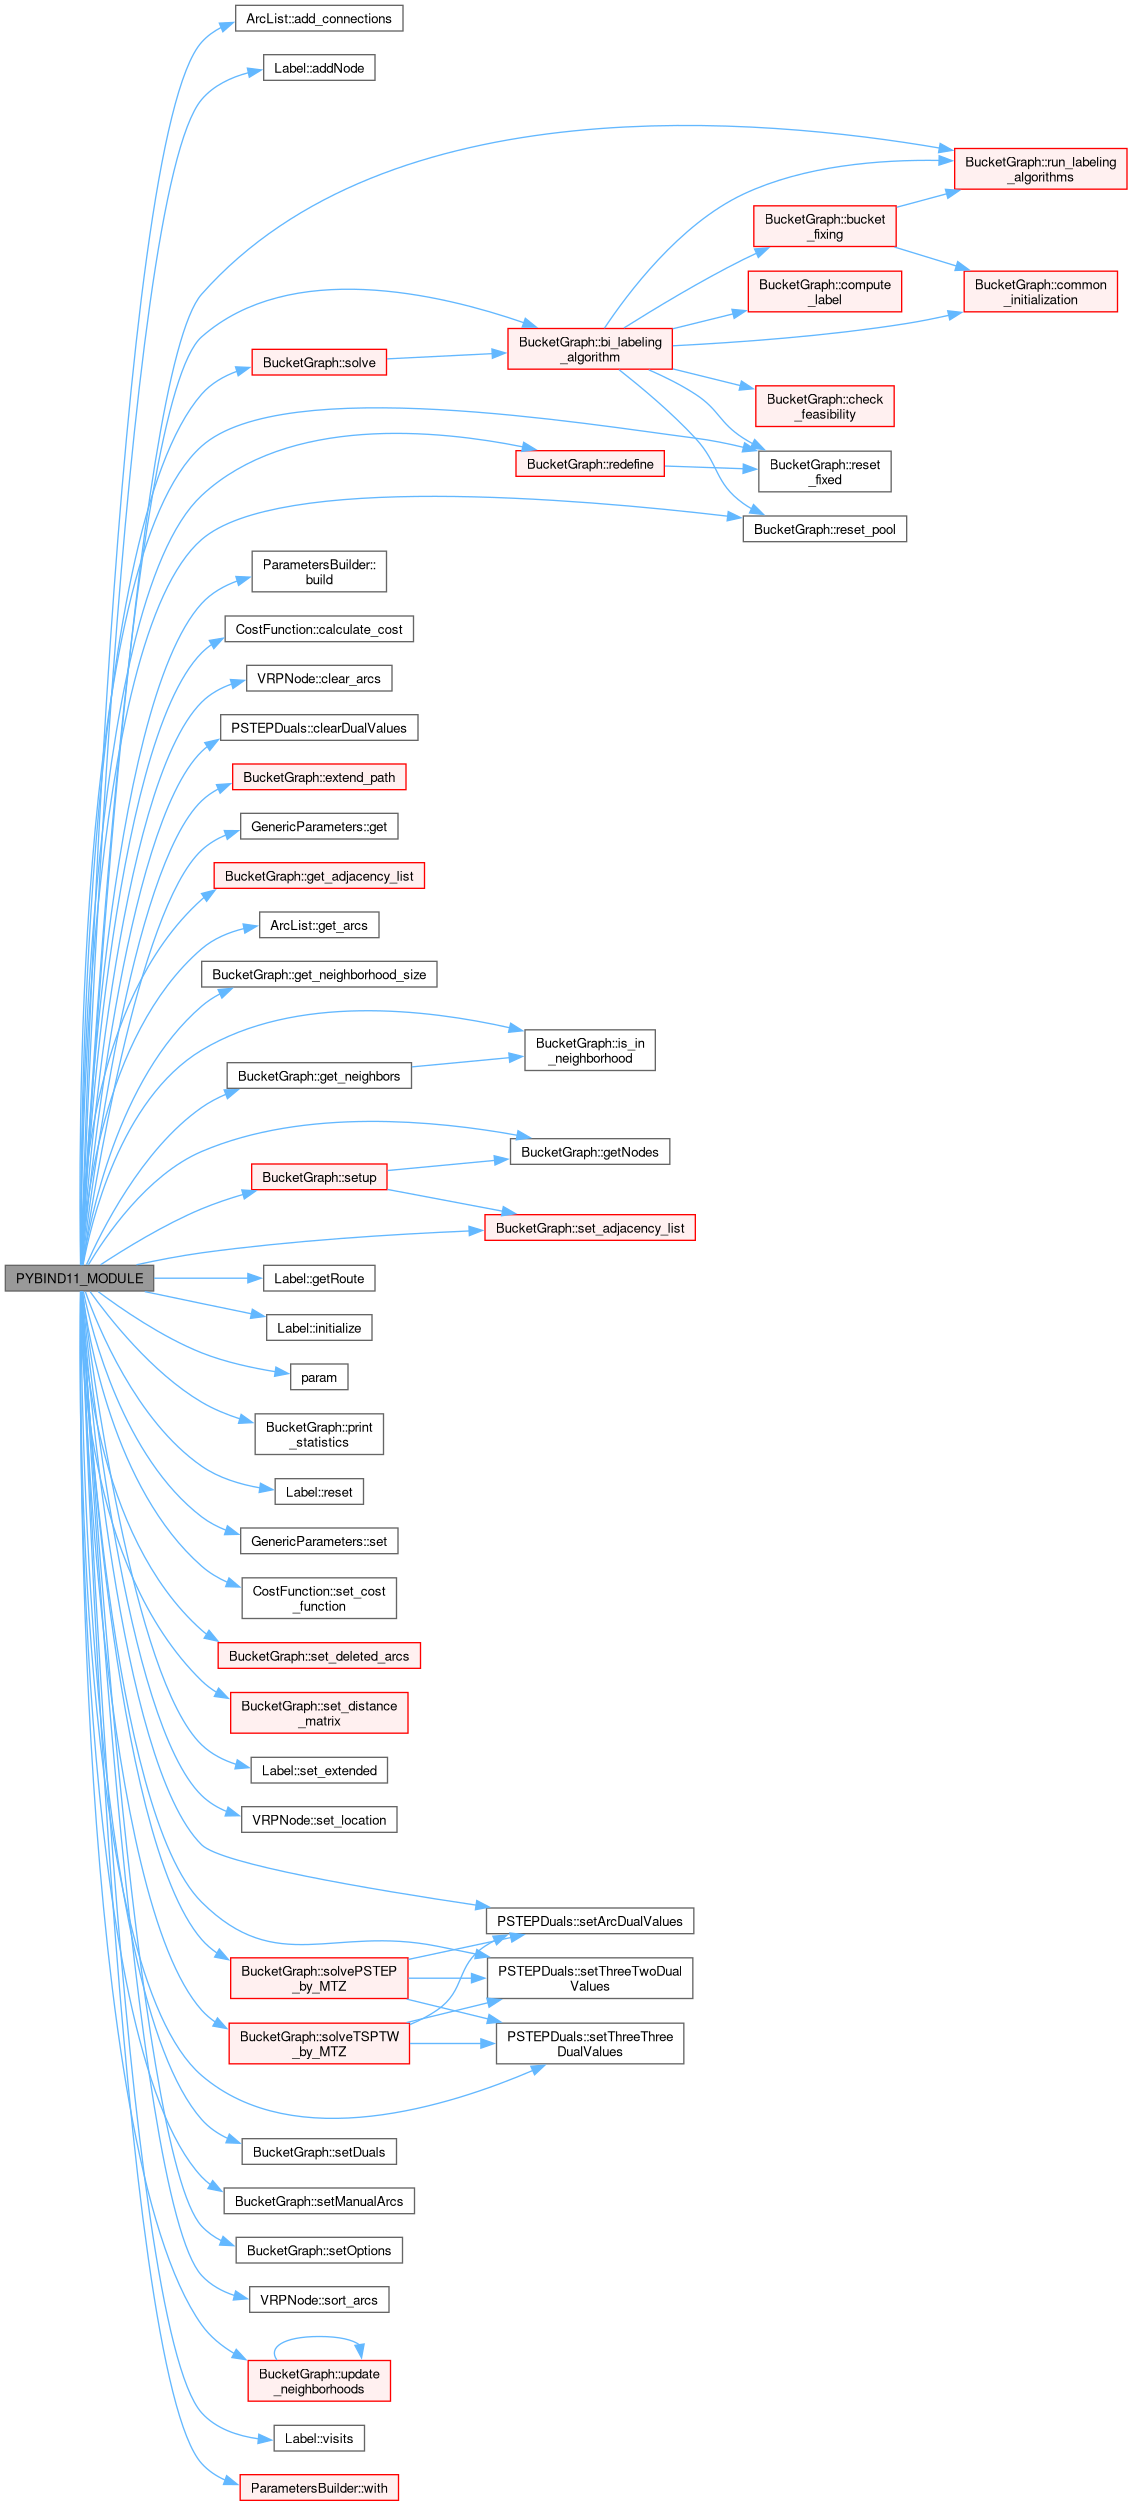 ArcList::add_connections
Label::addNode
BucketGraph::run_labeling
_algorithms
BucketGraph::bucket
_fixing
BucketGraph::compute
_label
BucketGraph::common
_initialization
BucketGraph::bi_labeling
_algorithm
BucketGraph::solve
BucketGraph::check
_feasibility
BucketGraph::redefine
BucketGraph::reset
_fixed
BucketGraph::reset_pool
ParametersBuilder::
build
CostFunction::calculate_cost
VRPNode::clear_arcs
PSTEPDuals::clearDualValues
BucketGraph::extend_path
GenericParameters::get
BucketGraph::get_adjacency_list
ArcList::get_arcs
BucketGraph::get_neighborhood_size
BucketGraph::is_in
_neighborhood
BucketGraph::get_neighbors
BucketGraph::getNodes
BucketGraph::setup
BucketGraph::set_adjacency_list
PYBIND11_MODULE
Label::getRoute
Label::initialize
param
BucketGraph::print
_statistics
Label::reset
GenericParameters::set
CostFunction::set_cost
_function
BucketGraph::set_deleted_arcs
BucketGraph::set_distance
_matrix
Label::set_extended
VRPNode::set_location
PSTEPDuals::setArcDualValues
BucketGraph::solvePSTEP
_by_MTZ
PSTEPDuals::setThreeTwoDual
Values
BucketGraph::solveTSPTW
_by_MTZ
PSTEPDuals::setThreeThree
DualValues
BucketGraph::setDuals
BucketGraph::setManualArcs
BucketGraph::setOptions
VRPNode::sort_arcs
BucketGraph::update
_neighborhoods
Label::visits
ParametersBuilder::with